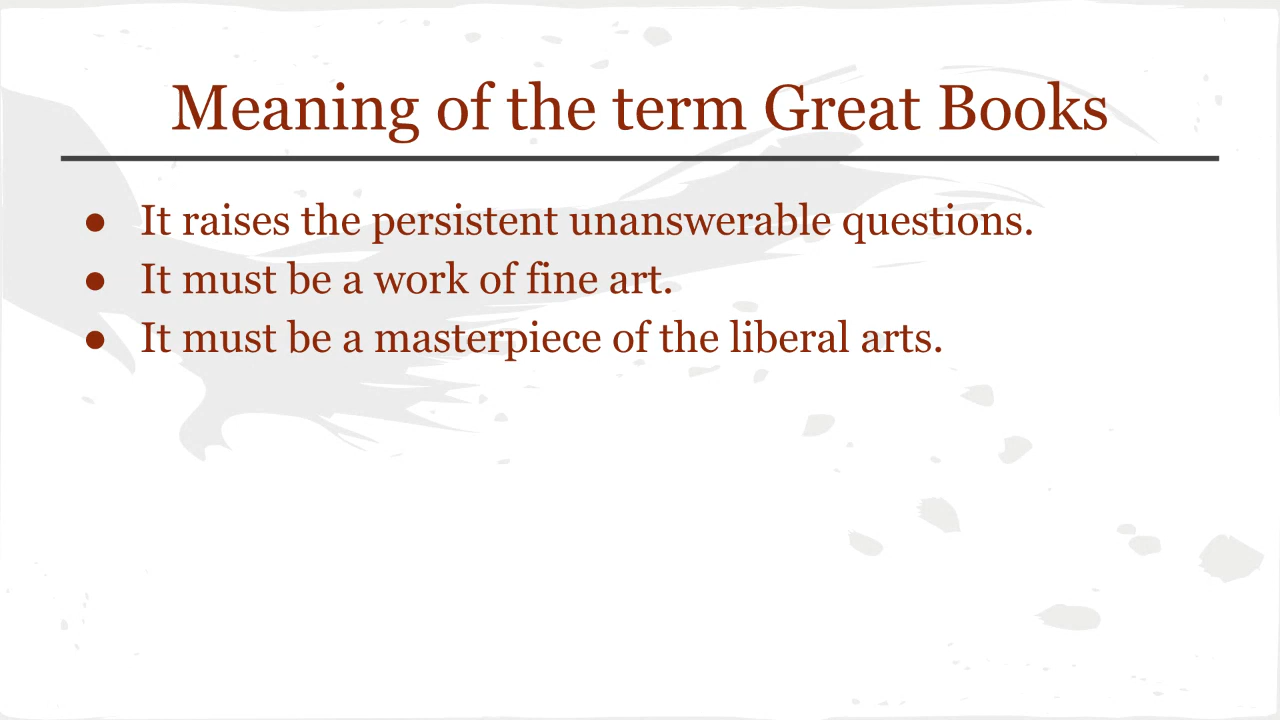 Meaning of the term Great Books
● It raises the persistent unanswerable questions.
● It must be a work of fine art.
● It must be a masterpiece of the liberal arts.